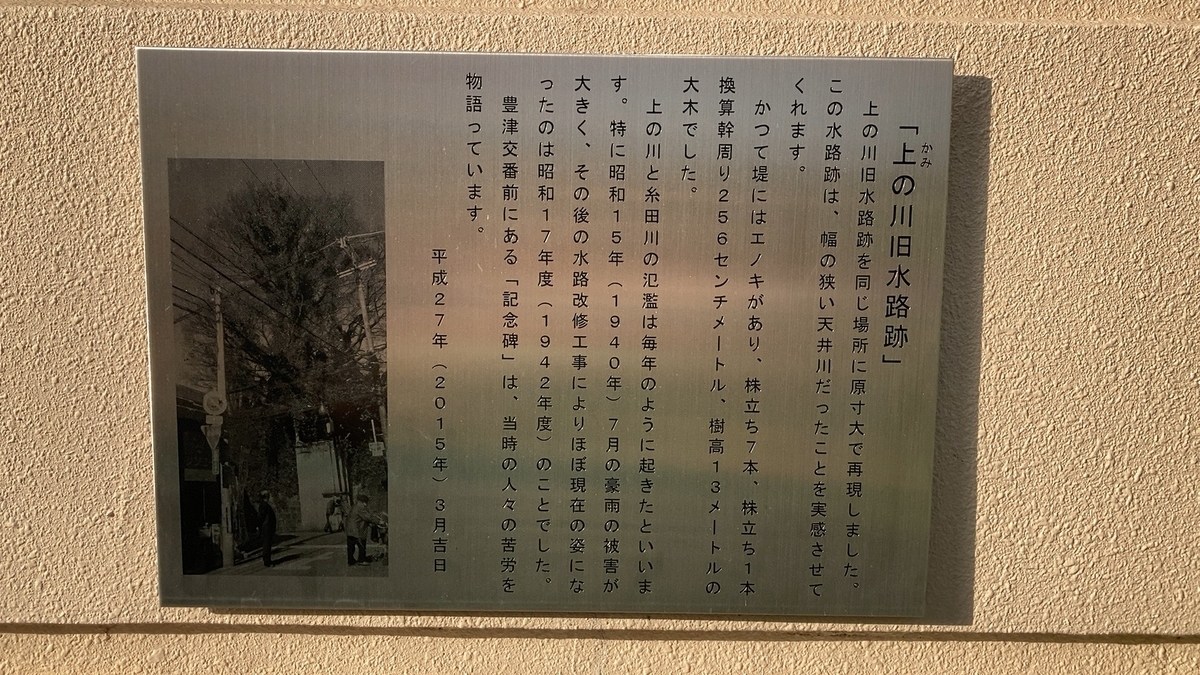 「上の川旧水路跡」
かみ
上の川旧水路跡を同じ場所に原寸大で再現しました。
この水路跡は、幅の狭い天井川だったことを実感させて
くれます。
かつて堤にはエノキがあり、株立ち7本、株立ち1本
換算幹周り256センチメートル、樹高13メートルの
大木でした。
上の川と糸田川の氾濫は毎年のように起きたといいま
す。特に昭和15年(1940年)7月の豪雨の被害が
大きく、その後の水路改修工事によりほぼ現在の姿にな
ったのは昭和17年度(1942年度)のことでした。
豊津交番前にある「記念碑」は、当時の人々の苦労を
物語っています。
平成27年(2015年)3月吉日